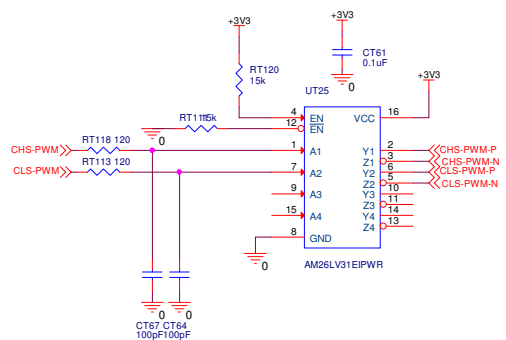 +3V3
+3V3
CT61
0.1uF
0
RT120
15k
+3V3
UT25
4 EN VCC 16
12 EN
15k
0
CHS-PWM RT118 120 1 A1 Y1 2 CHS-PWM-P
Z1 3 CHS-PWM-N
CLS-PWM RT113 120 7 A2 Y2 6 CLS-PWM-P
Z2 5 CLS-PWM-N
9 A3 Y3 10
Z3 11
15 A4 Y4 14
Z4 13
8 GND
0
AM26LV31EIPWR
0 0
CT67 CT64
100pF 100pF